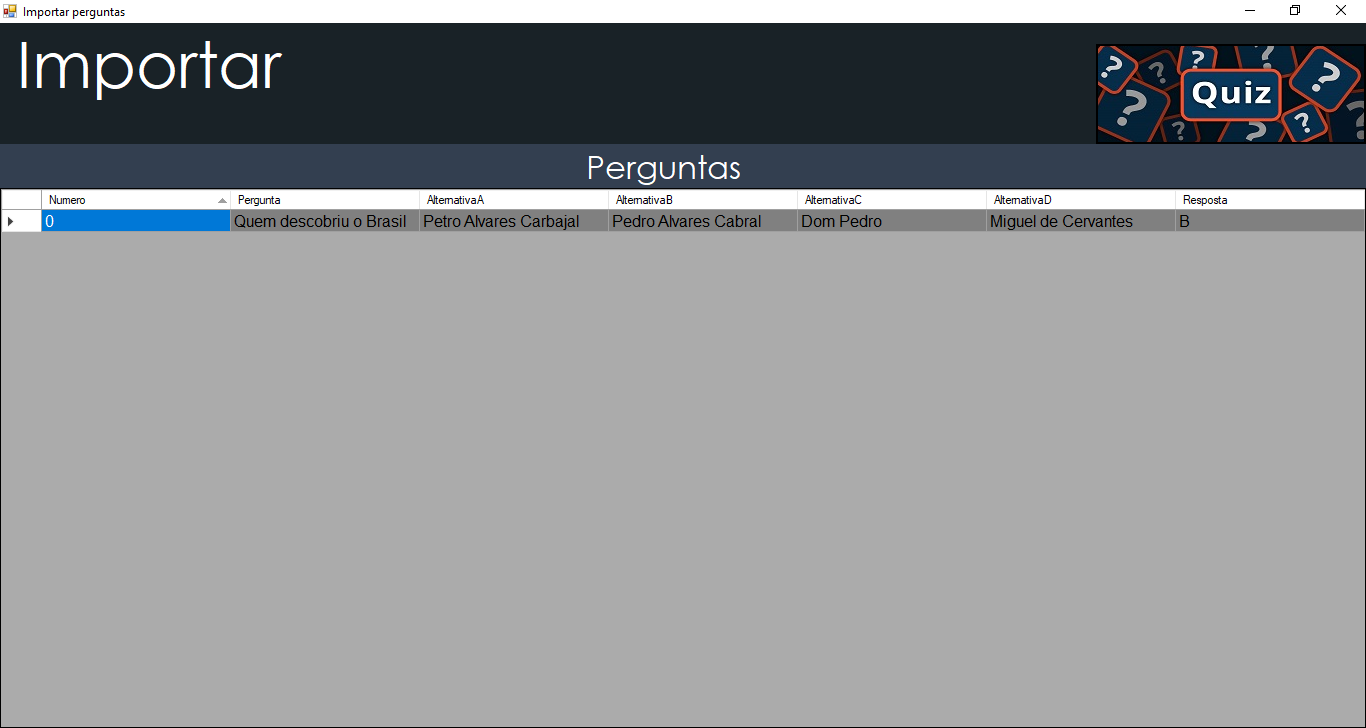 Importar perguntas
Importar
? ? ? ? ? ? ? ? ? ?
Quiz
Perguntas
Numero Pergunta AlternativaA AlternativaB AlternativaC AlternativaD Resposta
0 Quem descobriu o Brasil Petro Alvares Carbajal Pedro Alvares Cabral Dom Pedro Miguel de Cervantes B